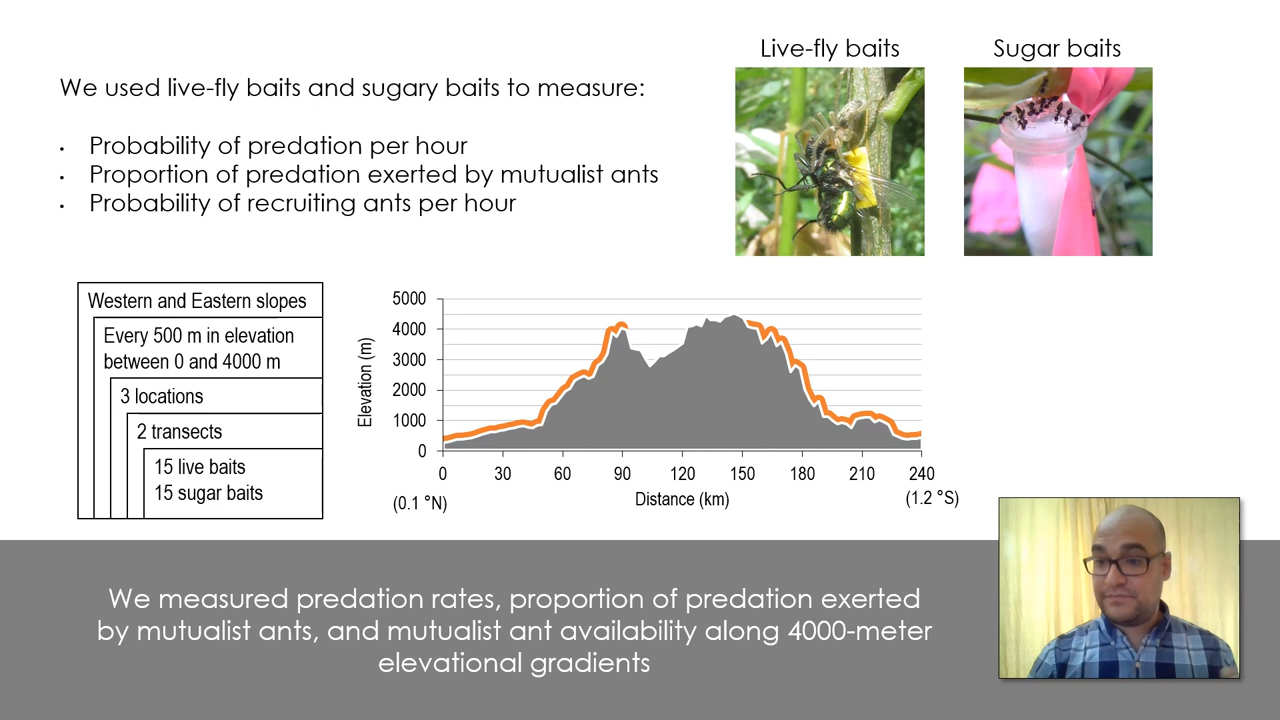 Live-fly baits
Sugar baits
We used live-fly baits and sugary baits to measure:
• Probability of predation per hour
• Proportion of predation exerted by mutualist ants
• Probability of recruiting ants per hour
Western and Eastern slopes
Every 500 m in elevation
between 0 and 4000 m
3 locations
2 transects
15 live baits
15 sugar baits
Elevation (m)
5000
4000
3000
2000
1000
0
0 30 60 90 120 150 180 210 240
(0.1 °N) Distance (km) (1.2 °S)
We measured predation rates, proportion of predation exerted
by mutualist ants, and mutualist ant availability along 4000-meter
elevational gradients